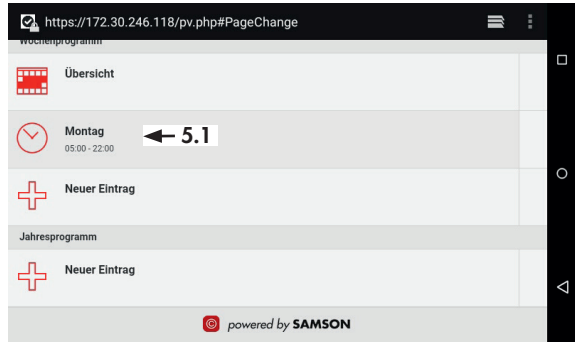 https://172.30.246.118/pv.php#PageChange
Wochenprogramm
Übersicht
Montag
5.1
05:00 - 22:00
Neuer Eintrag
Jahresprogramm
Neuer Eintrag
© powered by SAMSON